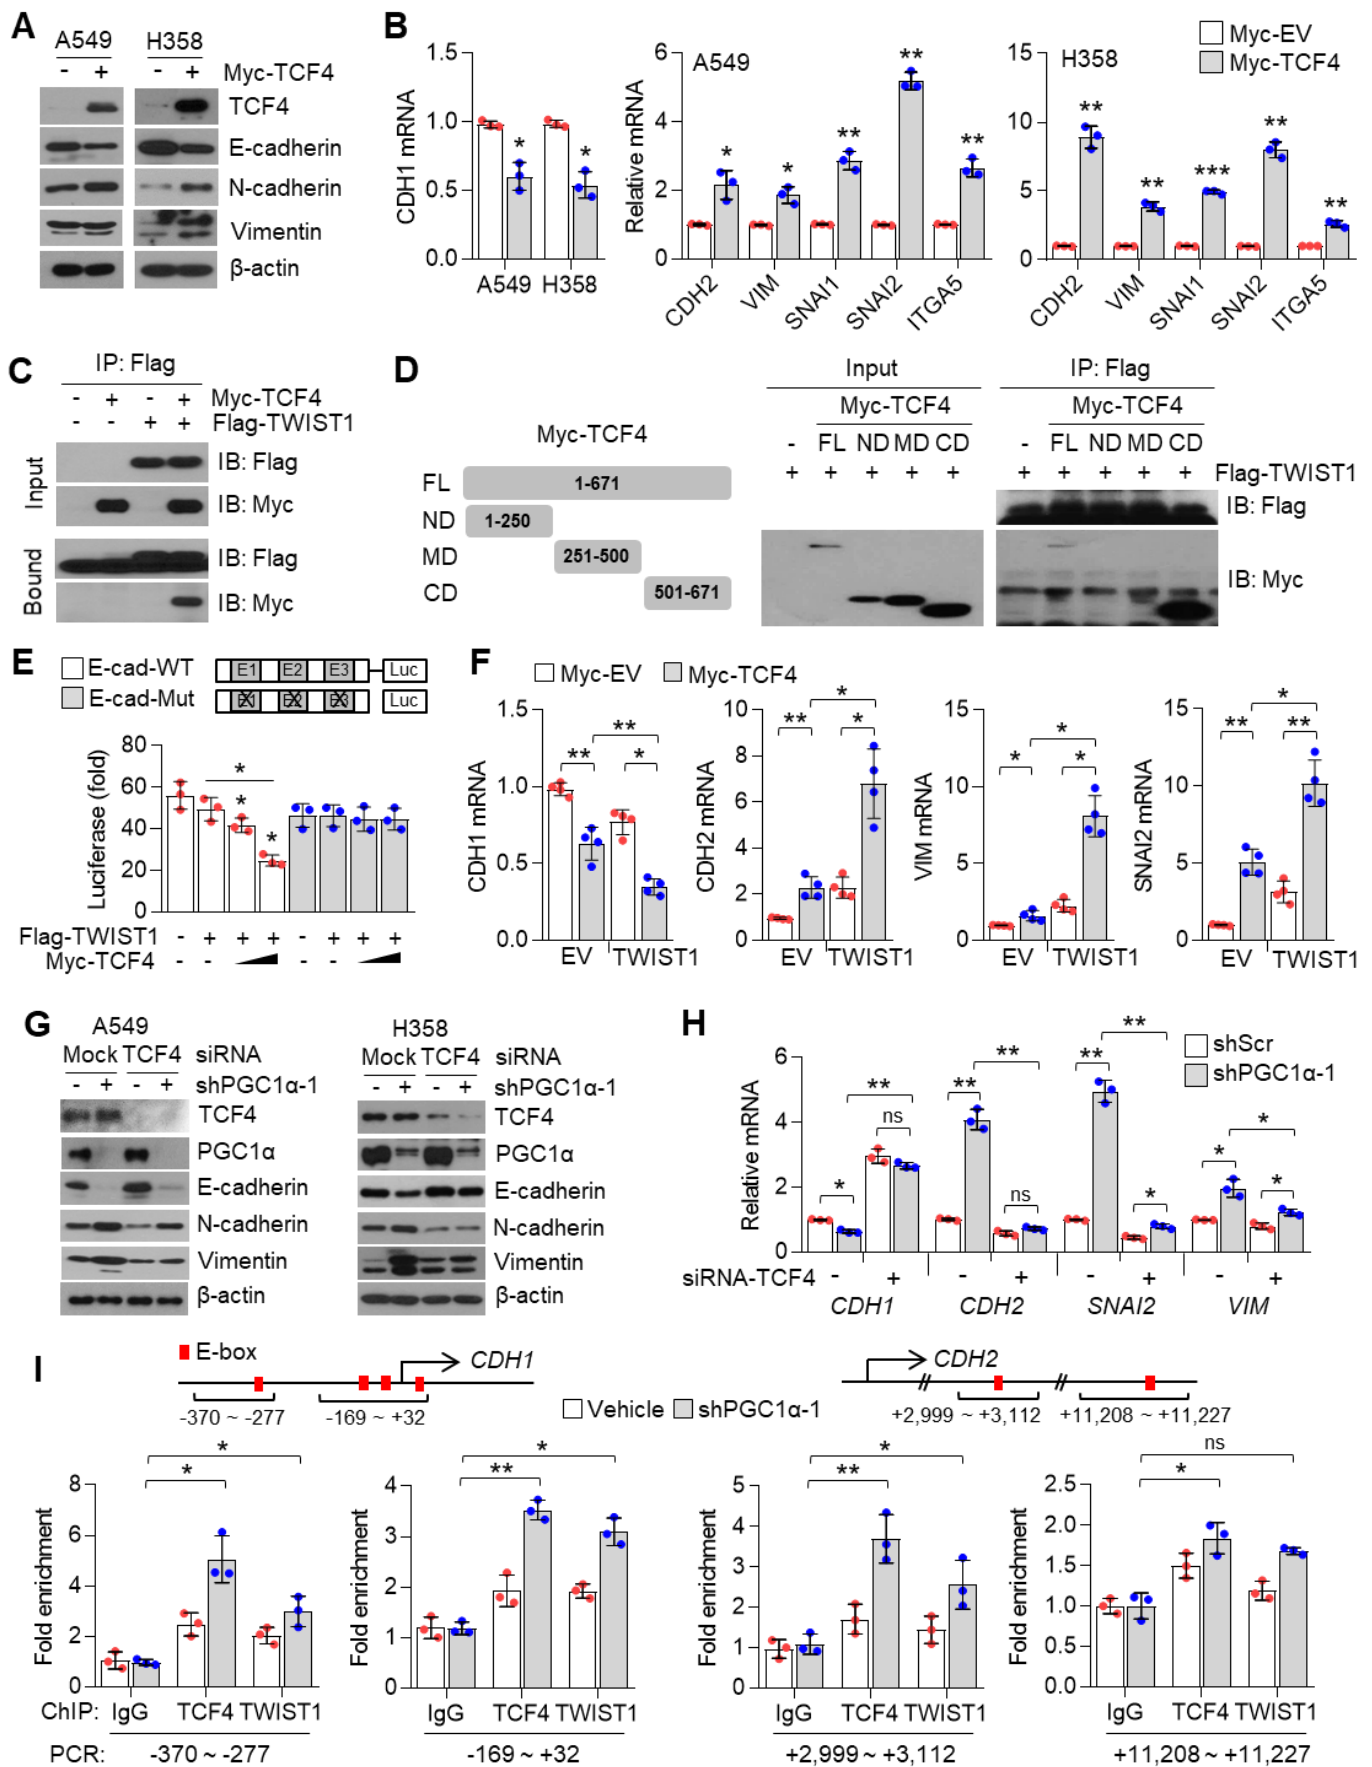 A
A549 H358
- + - + Myc-TCF4
TCF4
E-cadherin
N-cadherin
Vimentin
β-actin
B
Myc-EV
Myc-TCF4
CDH1 mRNA
1.5
1.0
0.5
0.0
* *
A549 H358
Relative mRNA
A549
6
4
2
0
* * ** ** **
CDH2 VIM SNAI1 SNAI2 ITGA5
H358
15
10
5
0
** ** *** ** **
CDH2 VIM SNAI1 SNAI2 ITGA5
C
IP: Flag
- + - + Myc-TCF4
- - + + Flag-TWIST1
Input
IB: Flag
IB: Myc
Bound
IB: Flag
IB: Myc
D
Myc-TCF4
FL 1-671
ND 1-250
MD 251-500
CD 501-671
Input IP: Flag
Myc-TCF4 Myc-TCF4
- FL ND MD CD - FL ND MD CD
+ + + + + + + + + + Flag-TWIST1
IB: Flag
IB: Myc
E
E-cad-WT E1 E2 E3 Luc
E-cad-Mut E1 E2 E3 Luc
Luciferase (fold)
80
60
40
20
0
* * *
Flag-TWIST1 - + + + - + + +
Myc-TCF4 - - - -
F
Myc-EV Myc-TCF4
CDH1 mRNA
1.5
1.0
0.5
0.0
** ** *
EV TWIST1
CDH2 mRNA
10
8
6
4
2
0
** * *
EV TWIST1
VIM mRNA
15
10
5
0
* * *
EV TWIST1
SNAI2 mRNA
15
10
5
0
** * **
EV TWIST1
G
A549
Mock TCF4 siRNA
- + - + shPGC1α-1
TCF4
PGC1α
E-cadherin
N-cadherin
Vimentin
β-actin
H358
Mock TCF4 siRNA
- + - + shPGC1α-1
TCF4
PGC1α
E-cadherin
N-cadherin
Vimentin
β-actin
H
shScr
shPGC1α-1
Relative mRNA
6
4
2
0
* ns ** ** ns ** ** * ** * * *
siRNA-TCF4 - + - + - + - +
CDH1 CDH2 SNAI2 VIM
I
E-box
CDH1
-370 ~ -277 -169 ~ +32
Vehicle shPGC1α-1
CDH2
+2,999 ~ +3,112 +11,208 ~ +11,227
Fold enrichment
8
6
4
2
0
* *
ChIP: IgG TCF4 TWIST1
PCR: -370 ~ -277
Fold enrichment
4
3
2
1
0
** *
IgG TCF4 TWIST1
-169 ~ +32
Fold enrichment
5
4
3
2
1
0
** *
IgG TCF4 TWIST1
+2,999 ~ +3,112
Fold enrichment
2.5
2.0
1.5
1.0
0.5
0.0
* ns
IgG TCF4 TWIST1
+11,208 ~ +11,227